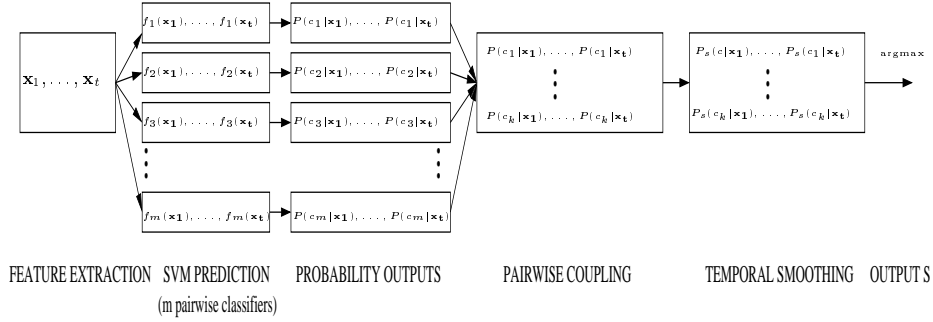 f₁(x₁), . . . , f₁(xₜ)
P(c₁|x₁), . . . , P(c₁|xₜ)
x₁, . . . , xₜ
f₂(x₁), . . . , f₂(xₜ)
P(c₂|x₁), . . . , P(c₂|xₜ)
f₃(x₁), . . . , f₃(xₜ)
P(c₃|x₁), . . . , P(c₃|xₜ)
fₘ(x₁), . . . , fₘ(xₜ)
P(cₘ|x₁), . . . , P(cₘ|xₜ)
P(c₁|x₁), . . . , P(c₁|xₜ)
P(cₖ|x₁), . . . , P(cₖ|xₜ)
Pₛ(c|x₁), . . . , Pₛ(c₁|xₜ)
Pₛ(cₖ|x₁), . . . , Pₛ(cₖ|xₜ)
argmax
FEATURE EXTRACTION
SVM PREDICTION
(m pairwise classifiers)
PROBABILITY OUTPUTS
PAIRWISE COUPLING
TEMPORAL SMOOTHING
OUTPUT S